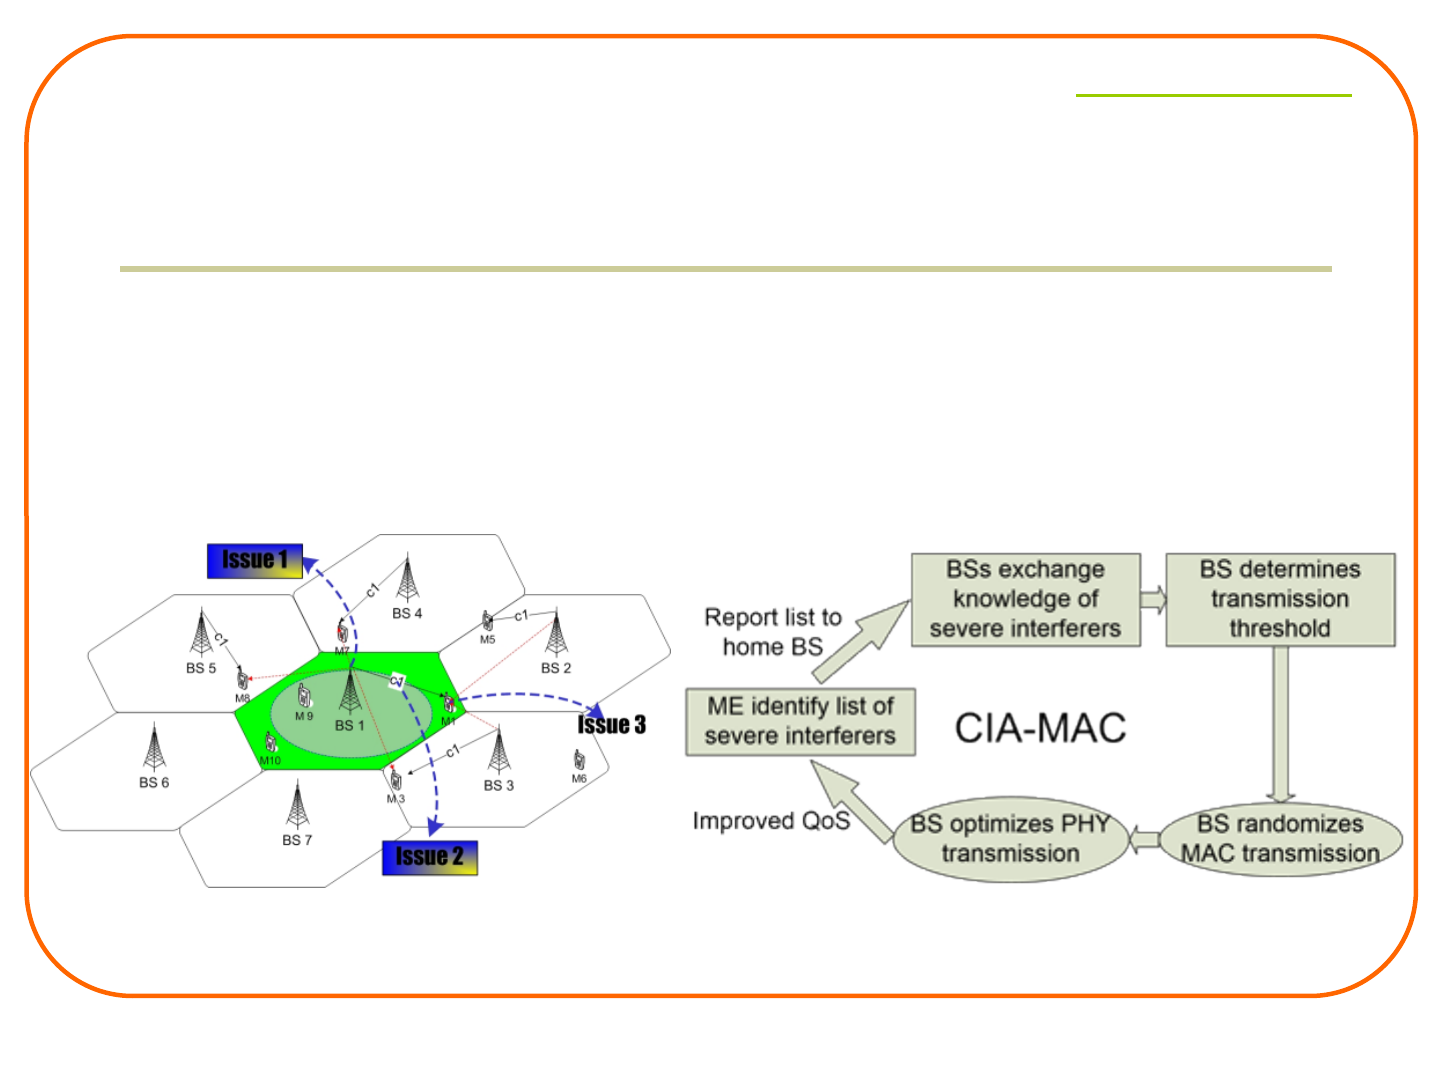 Issue 1
c1
BS 4
M7
M5
c1
BS 2
c1
BS 5
M8
M 9
c1
BS 1
M1
Issue 3
M10
BS 6
c1
M 3
BS 3
M6
BS 7
Issue 2
BSs exchange
knowledge of
severe interferers
BS determines
transmission
threshold
Report list to
home BS
ME identify list of
severe interferers
CIA-MAC
Improved QoS
BS optimizes PHY
transmission
BS randomizes
MAC transmission